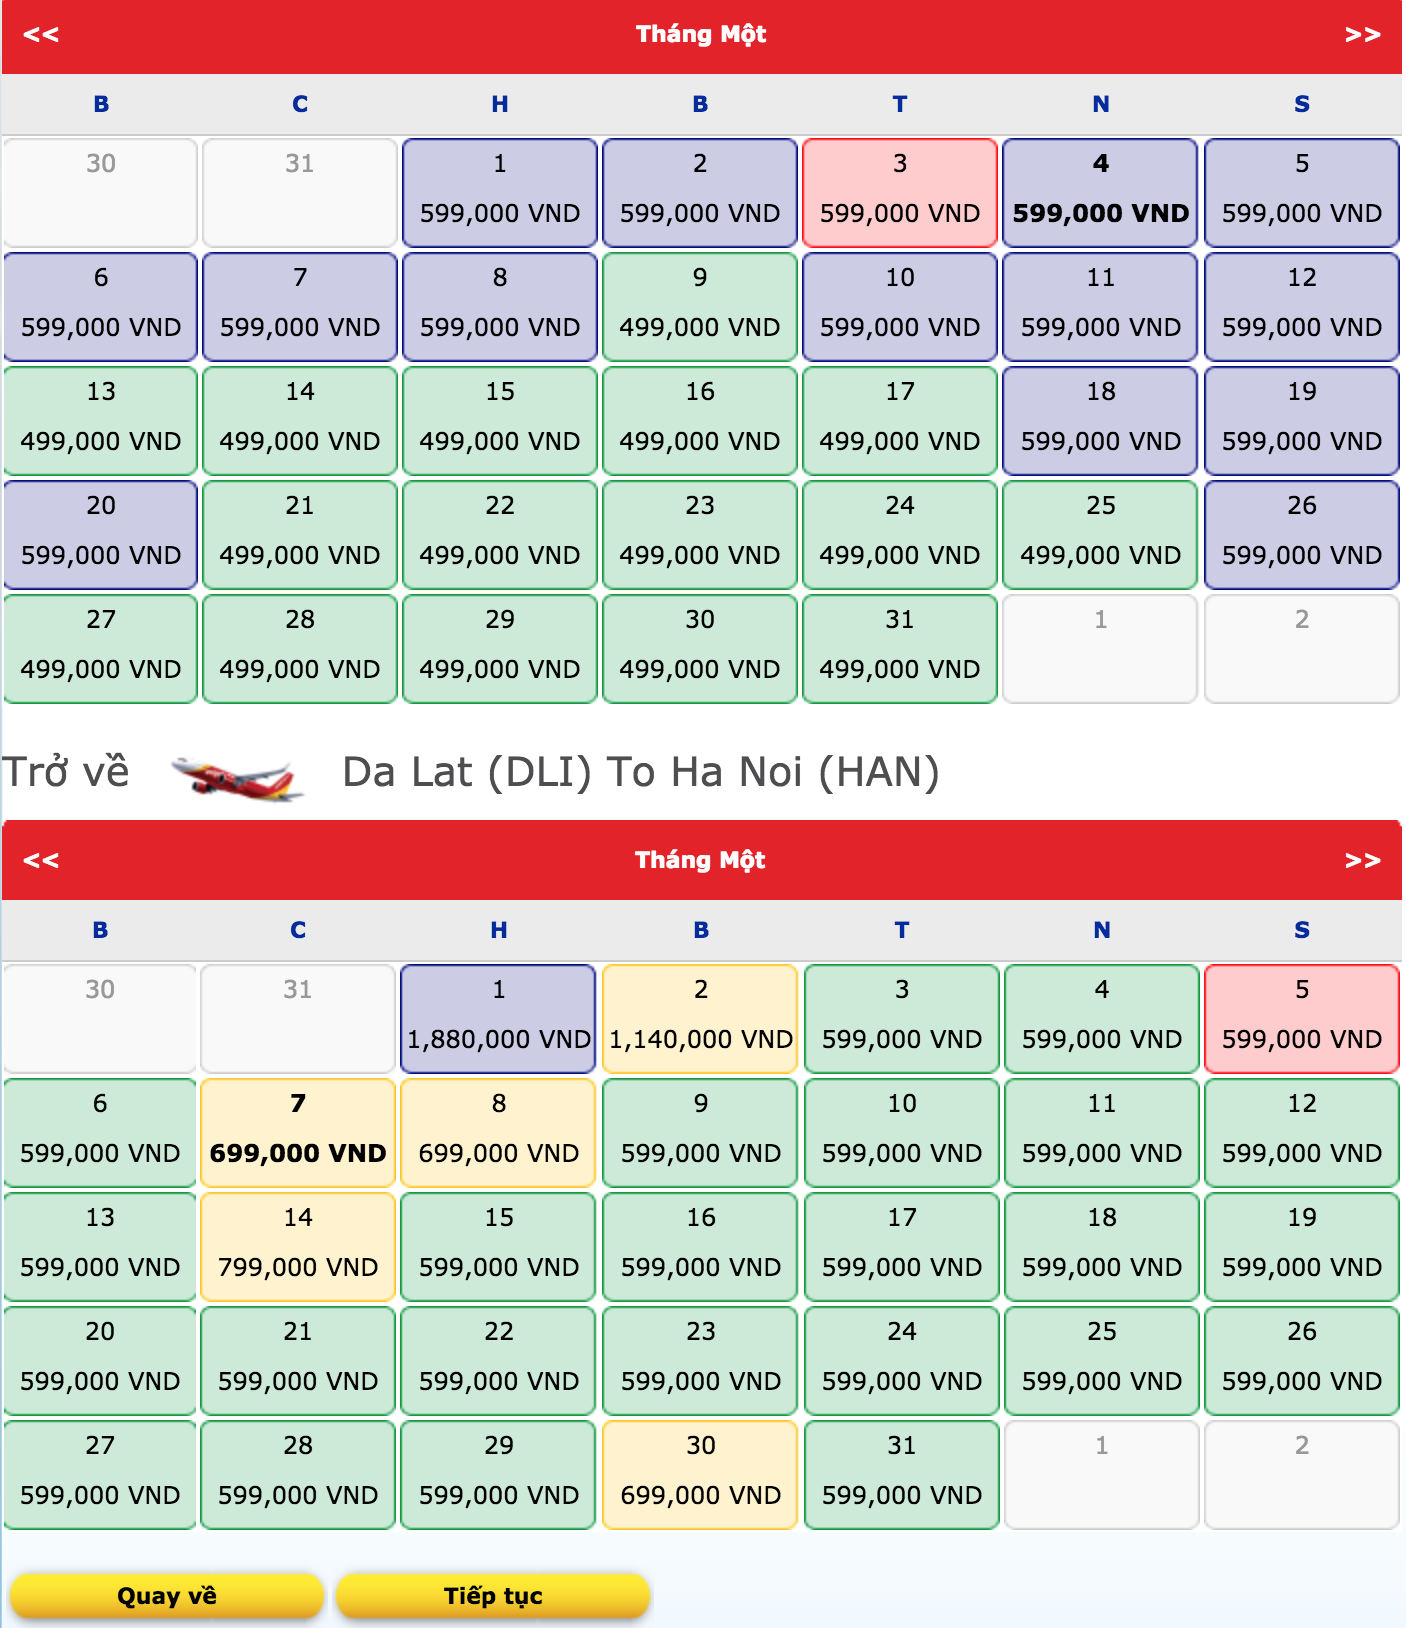 << Tháng Một >>
B C H B T N S
30 31 1 2 3 4 5
599,000 VND 599,000 VND 599,000 VND 599,000 VND 599,000 VND
6 7 8 9 10 11 12
599,000 VND 599,000 VND 599,000 VND 499,000 VND 599,000 VND 599,000 VND 599,000 VND
13 14 15 16 17 18 19
499,000 VND 499,000 VND 499,000 VND 499,000 VND 499,000 VND 599,000 VND 599,000 VND
20 21 22 23 24 25 26
599,000 VND 499,000 VND 499,000 VND 499,000 VND 499,000 VND 499,000 VND 599,000 VND
27 28 29 30 31 1 2
499,000 VND 499,000 VND 499,000 VND 499,000 VND 499,000 VND
Trở về Da Lat (DLI) To Ha Noi (HAN)
<< Tháng Một >>
B C H B T N S
30 31 1 2 3 4 5
1,880,000 VND 1,140,000 VND 599,000 VND 599,000 VND 599,000 VND
6 7 8 9 10 11 12
599,000 VND 699,000 VND 699,000 VND 599,000 VND 599,000 VND 599,000 VND 599,000 VND
13 14 15 16 17 18 19
599,000 VND 799,000 VND 599,000 VND 599,000 VND 599,000 VND 599,000 VND 599,000 VND
20 21 22 23 24 25 26
599,000 VND 599,000 VND 599,000 VND 599,000 VND 599,000 VND 599,000 VND 599,000 VND
27 28 29 30 31 1 2
599,000 VND 599,000 VND 599,000 VND 699,000 VND 599,000 VND
Quay về Tiếp tục